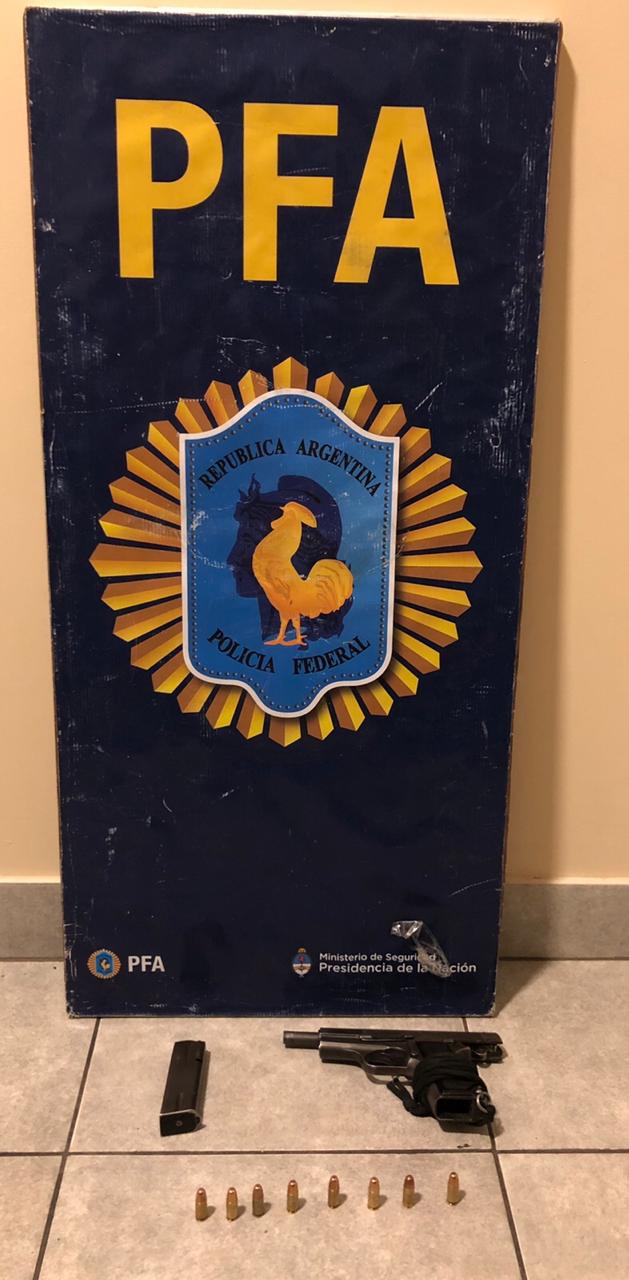 PFA
REPUBLICA ARGENTINA
POLICIA FEDERAL
PFA
Ministerio de Seguridad
Presidencia de la Nación